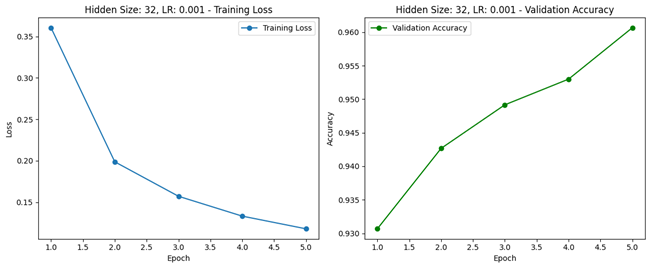 Hidden Size: 32, LR: 0.001 - Training Loss
Training Loss
0.35
0.30
0.25
0.20
0.15
Loss
1.0 1.5 2.0 2.5 3.0 3.5 4.0 4.5 5.0
Epoch
Hidden Size: 32, LR: 0.001 - Validation Accuracy
Validation Accuracy
0.960
0.955
0.950
0.945
0.940
0.935
0.930
Accuracy
1.0 1.5 2.0 2.5 3.0 3.5 4.0 4.5 5.0
Epoch